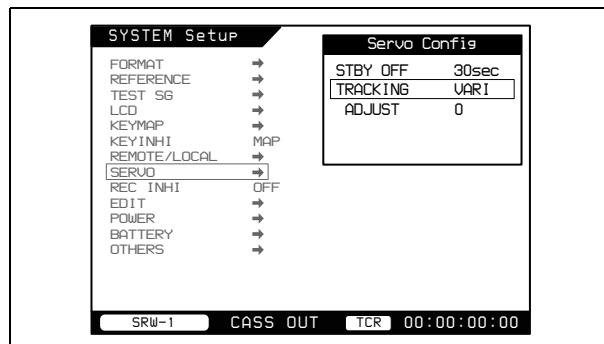 SYSTEM Setup
FORMAT →
REFERENCE →
TEST SG →
LCD →
KEYMAP →
KEYINHI MAP
REMOTE/LOCAL →
SERVO →
REC INHI OFF
EDIT →
POWER →
BATTERY →
OTHERS →
Servo Config
STBY OFF 30sec
TRACKING VARI
ADJUST 0
SRW-1 CASS OUT TCR 00:00:00:00